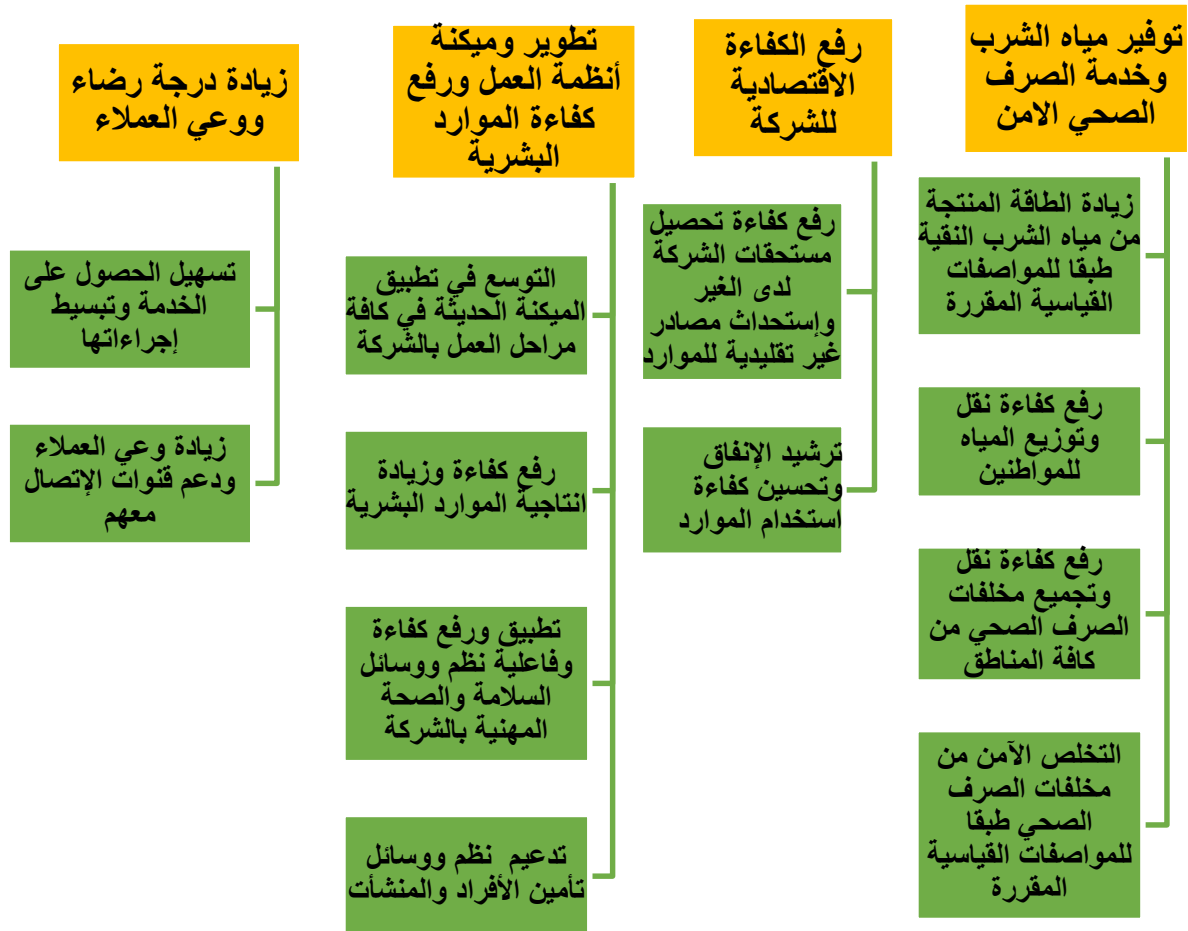 توفير مياه الشرب
وخدمة الصرف
الصحي الامن
زيادة الطاقة المنتجة
من مياه الشرب النقية
طبقا للمواصفات
القياسية المقررة
رفع كفاءة نقل
وتوزيع المياه
للمواطنين
رفع كفاءة نقل
وتجميع مخلفات
الصرف الصحي من
كافة المناطق
التخلص الآمن من
مخلفات الصرف
الصحي طبقا
للمواصفات القياسية
المقررة
رفع الكفاءة
الاقتصادية
للشركة
رفع كفاءة تحصيل
مستحقات الشركة
لدى الغير
وإستحداث مصادر
غير تقليدية للموارد
ترشيد الإنفاق
وتحسين كفاءة
استخدام الموارد
تطوير وميكنة
أنظمة العمل ورفع
كفاءة الموارد
البشرية
التوسع في تطبيق
الميكنة الحديثة في كافة
مراحل العمل بالشركة
رفع كفاءة وزيادة
انتاجية الموارد البشرية
تطبيق ورفع كفاءة
وفاعلية نظم ووسائل
السلامة والصحة
المهنية بالشركة
تدعيم نظم ووسائل
تأمين الأفراد والمنشأت
زيادة درجة رضاء
ووعي العملاء
تسهيل الحصول على
الخدمة وتبسيط
إجراءاتها
زيادة وعي العملاء
ودعم قنوات الإتصال
معهم